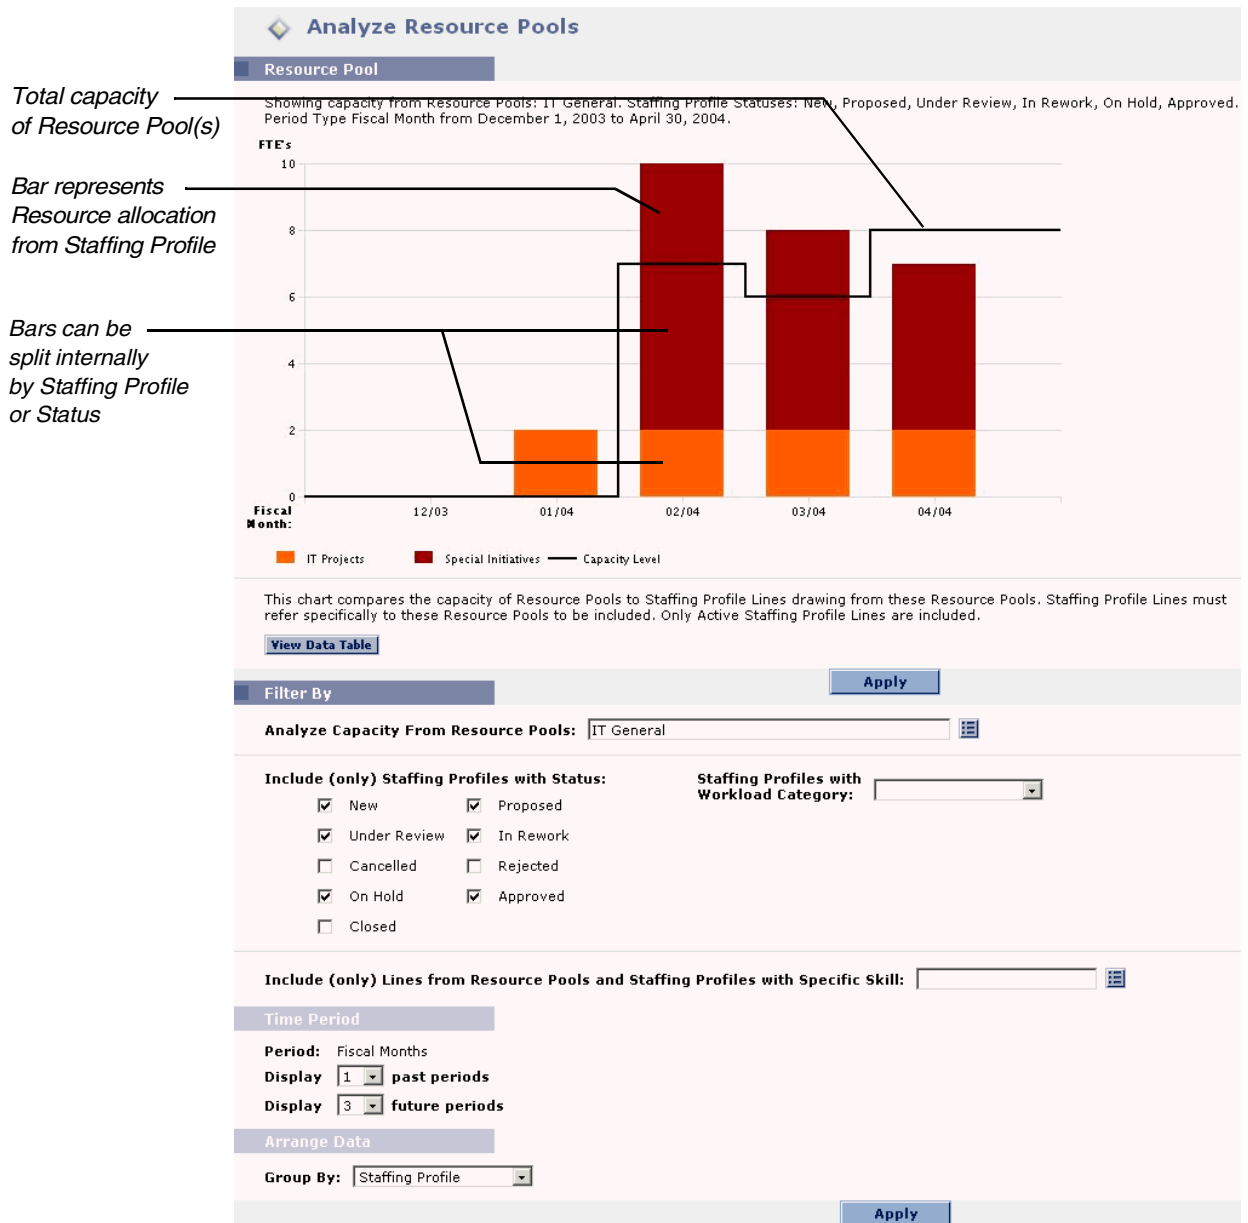 Analyze Resource Pools
Resource Pool
Total capacity
of Resource Pool(s)
Showing capacity from Resource Pools: IT General. Staffing Profile Statuses: New, Proposed, Under Review, In Rework, On Hold, Approved.
Period Type Fiscal Month from December 1, 2003 to April 30, 2004.
FTE's
10
8
6
4
2
0
Bar represents
Resource allocation
from Staffing Profile
Bars can be
split internally
by Staffing Profile
or Status
Fiscal
Month:
12/03 01/04 02/04 03/04 04/04
IT Projects Special Initiatives Capacity Level
This chart compares the capacity of Resource Pools to Staffing Profile Lines drawing from these Resource Pools. Staffing Profile Lines must
refer specifically to these Resource Pools to be included. Only Active Staffing Profile Lines are included.
View Data Table
Apply
Filter By
Analyze Capacity From Resource Pools: IT General
Include (only) Staffing Profiles with Status:
Staffing Profiles with
Workload Category:
New Proposed
Under Review In Rework
Cancelled Rejected
On Hold Approved
Closed
Include (only) Lines from Resource Pools and Staffing Profiles with Specific Skill:
Time Period
Period: Fiscal Months
Display 1 past periods
Display 3 future periods
Arrange Data
Group By: Staffing Profile
Apply